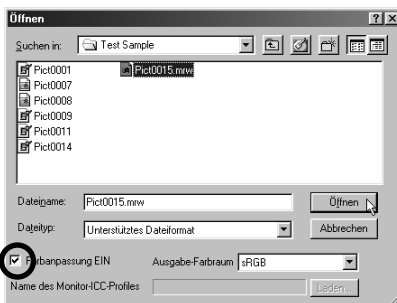 Öffnen
Suchen in: Test Sample
Pict0001
Pict0007
Pict0008
Pict0009
Pict0011
Pict0014
Pict0015.mrw
Dateiname: Pict0015.mrw Öffnen
Dateityp: Unterstütztes Dateiformat Abbrechen
Farbanpassung EIN Ausgabe-Farbraum sRGB
Name des Monitor-ICC-Profiles Laden...